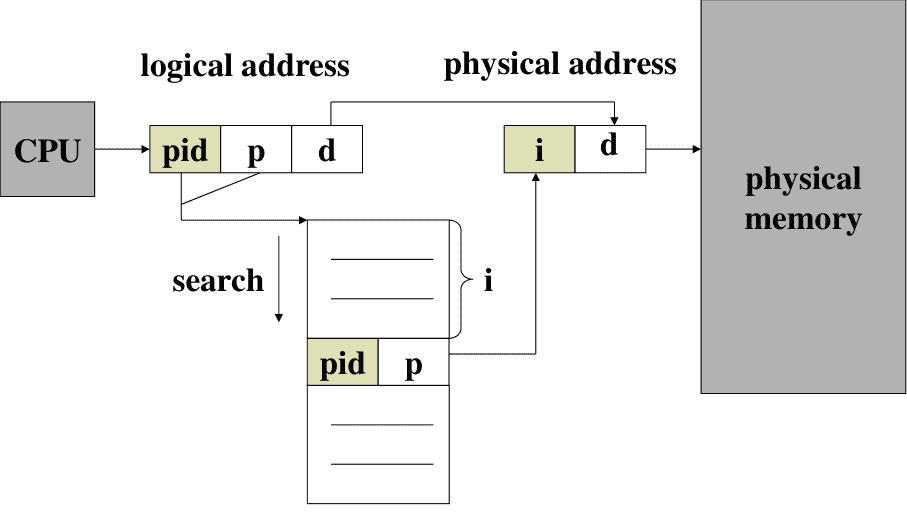 logical address
physical address
CPU
pid
p
d
i
d
physical
memory
search
i
pid
p